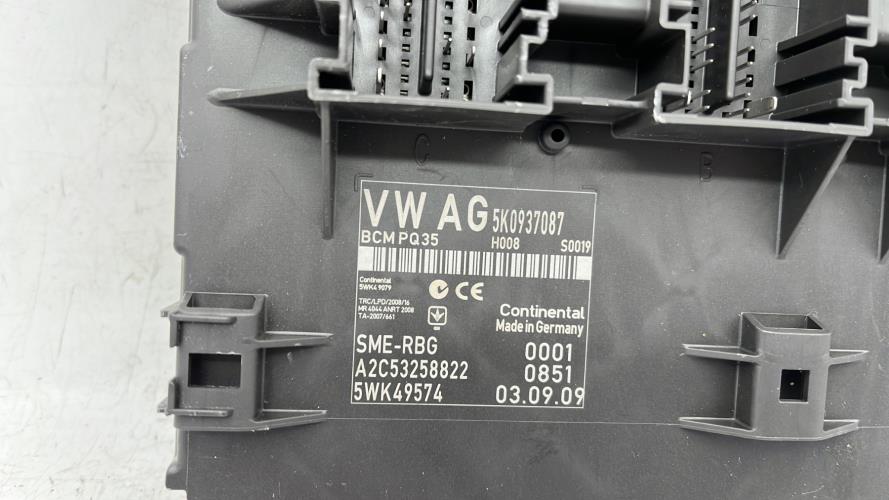 C
B
VW AG 5K0937087
BCM PQ35 H008 S0019
Continental
5WK4 9079
CE
TRC/LPD/2008/16
MR 4044 ANRT 2008
TA-2007/661
Continental
Made in Germany
SME-RBG 0001
A2C53258822 0851
5WK49574 03.09.09